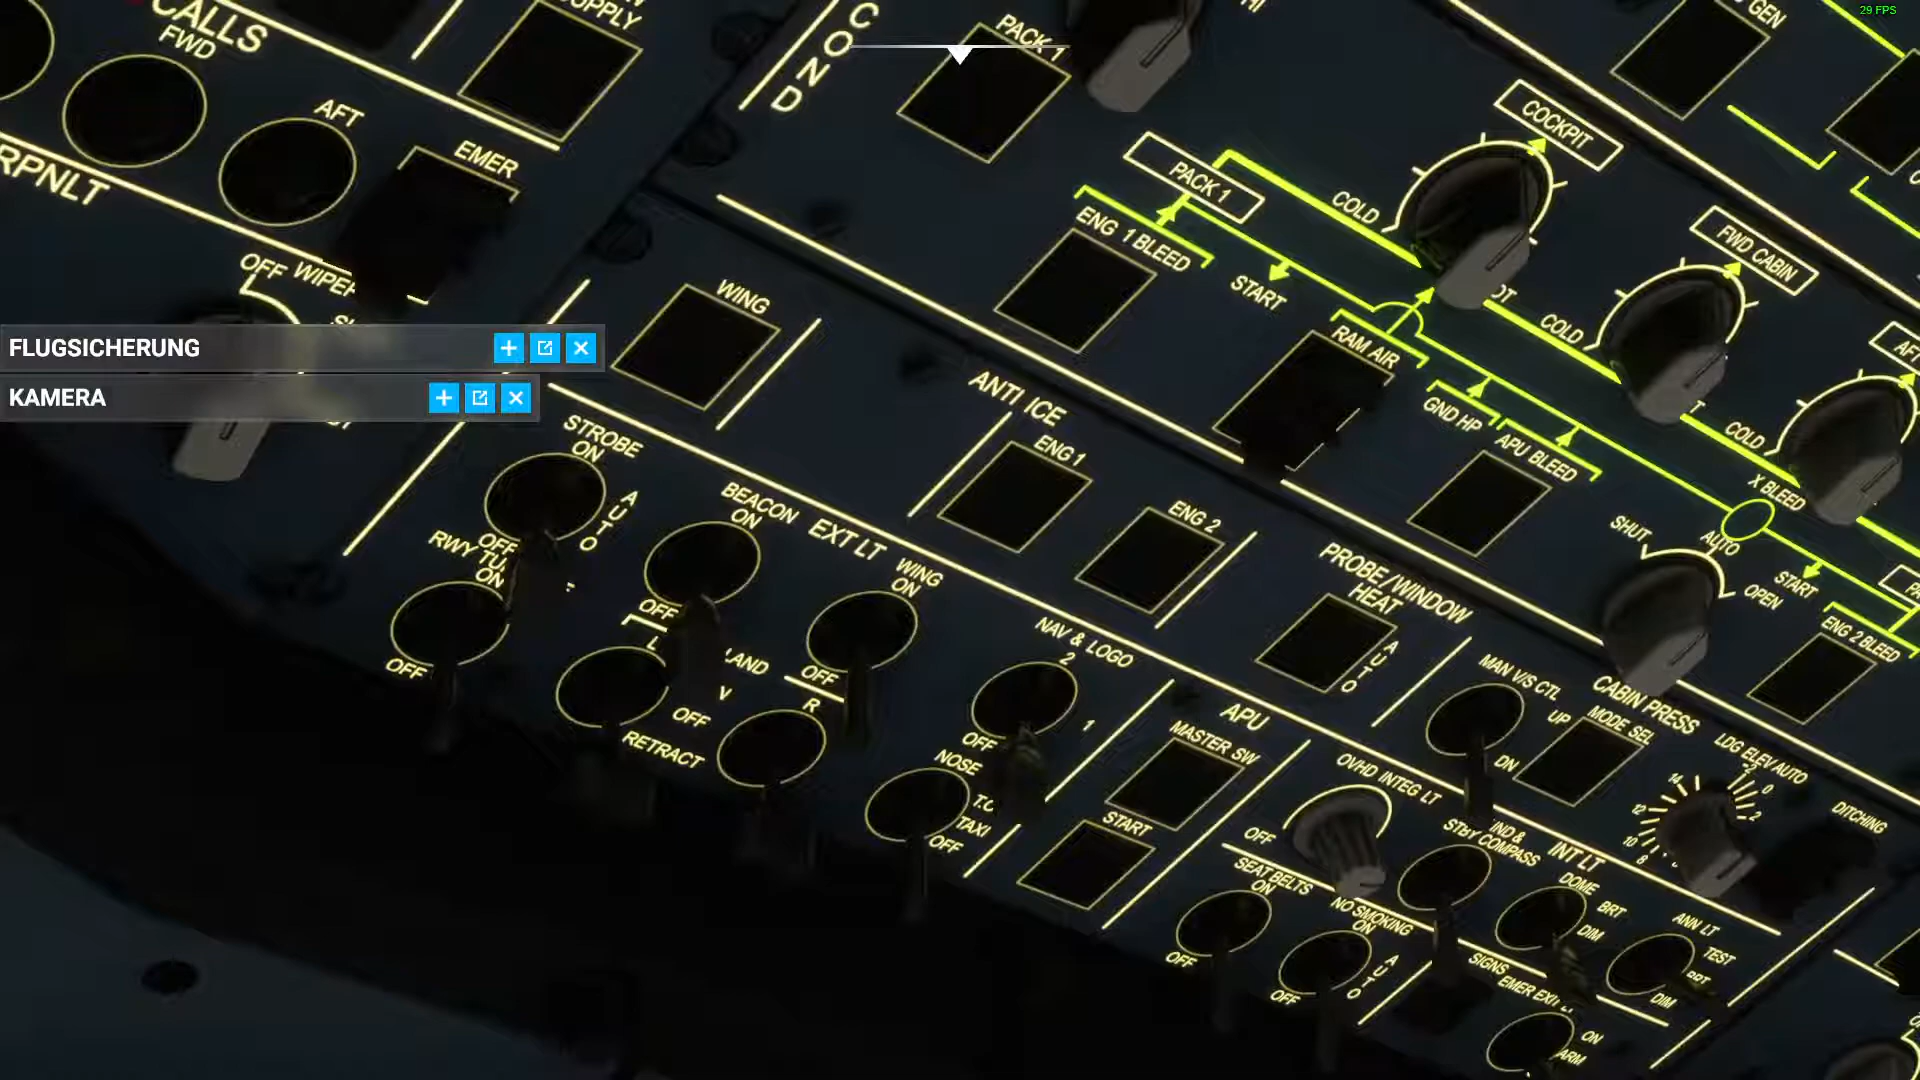 29 FPS
CALLS
FWD
AFT
EMER
PACK 1
COND
GEN
COCKPIT
PACK 1
COLD
FWD CABIN
ENG 1 BLEED
START
COLD
RAM AIR
OFF
WING
FLUGSICHERUNG
KAMERA
ANTI ICE
GND HP
APU BLEED
COLD
X BLEED
STROBE
ON
AUTO
OFF
ENG 1
ENG 2
SHUT
AUTO
OPEN
START
ENG 2 BLEED
BEACON
ON
OFF
EXT LT
WING
ON
OFF
PROBE/WINDOW
HEAT
AUTO
ON
OFF
L
R
OFF
RETRACT
NAV & LOGO
2
1
OFF
NOSE
TAXI
OFF
APU
MASTER SW
START
MAN V/S CTL
UP
DN
CABIN PRESS
MODE SEL
LDG ELEV
AUTO
DITCHING
OVHD INTEG LT
OFF
STBY COMPASS
INT LT
DOME
BRT
DIM
ANN LT
TEST
DIM
SEAT BELTS
ON
OFF
NO SMOKING
ON
AUTO
OFF
SIGNS
ON
ARM